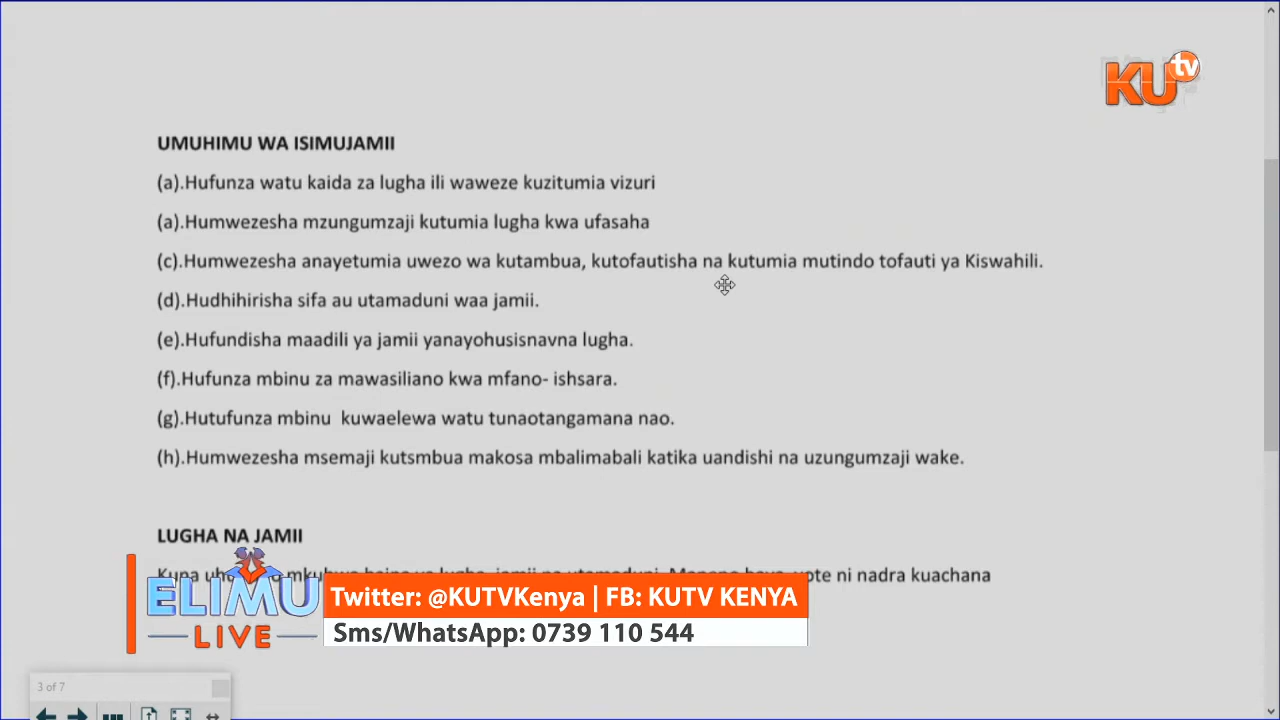 KU tv
UMUHIMU WA ISIMUJAMII
(a).Hufunza watu kaida za lugha ili waweze kuzitumia vizuri
(a).Humwezesha mzungumzaji kutumia lugha kwa ufasaha
(c).Humwezesha anayetumia uwezo wa kutambua, kutofautisha na kutumia mutindo tofauti ya Kiswahili.
(d).Hudhihirisha sifa au utamaduni waa jamii.
(e).Hufundisha maadili ya jamii yanayohusisnavna lugha.
(f).Hufunza mbinu za mawasiliano kwa mfano- ishsara.
(g).Hutufunza mbinu kuwaelewa watu tunaotangamana nao.
(h).Humwezesha msemaji kutsmbua makosa mbalimabali katika uandishi na uzungumzaji wake.
LUGHA NA JAMII
Kuna ni nadra kuachana
ELIMU
LIVE
Twitter: @KUTVKenya | FB: KUTV KENYA
Sms/WhatsApp: 0739 110 544
3 of 7